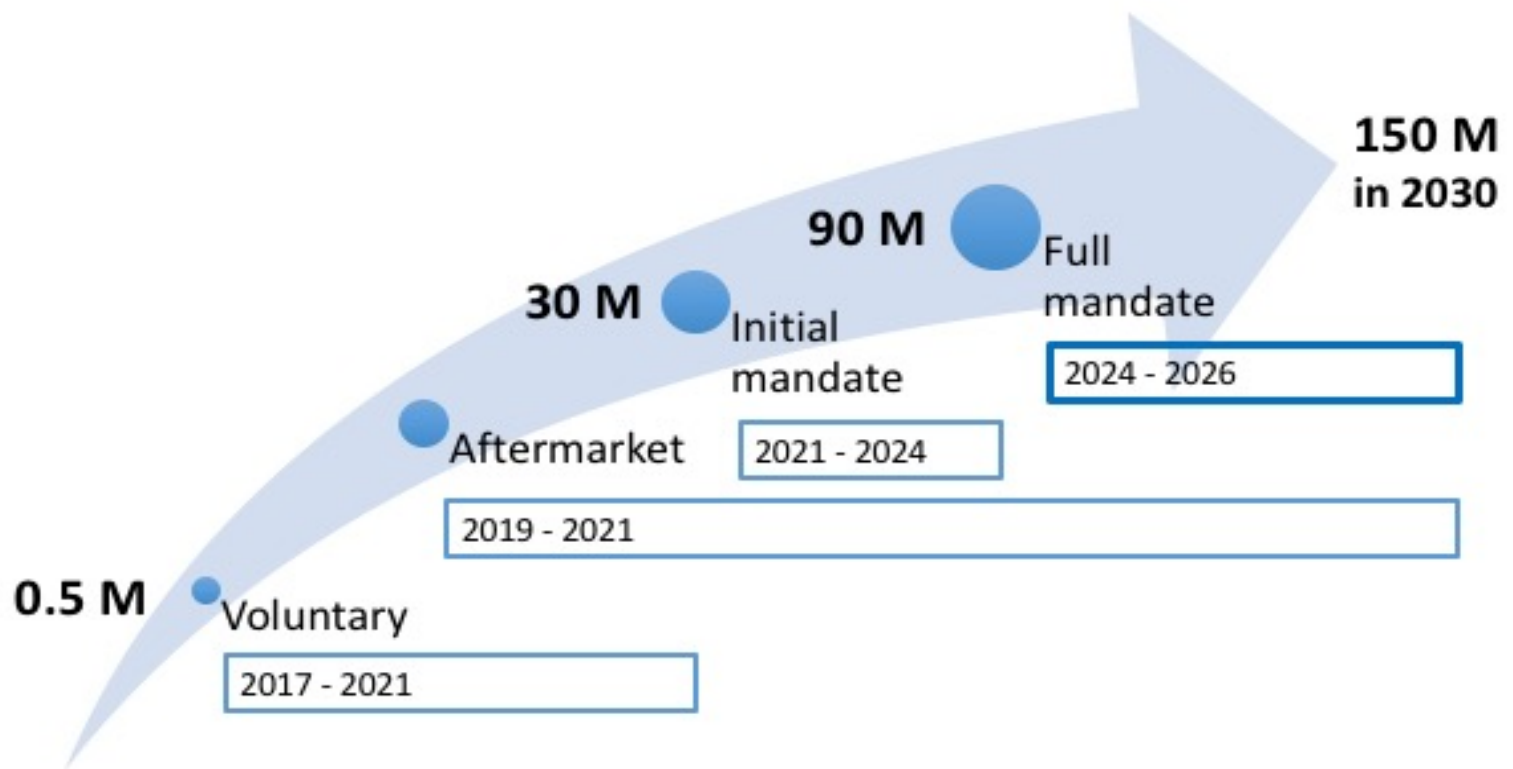 150 M
in 2030
90 M
Full
mandate
2024 - 2026
30 M
Initial
mandate
2021 - 2024
Aftermarket
2019 - 2021
0.5 M
Voluntary
2017 - 2021